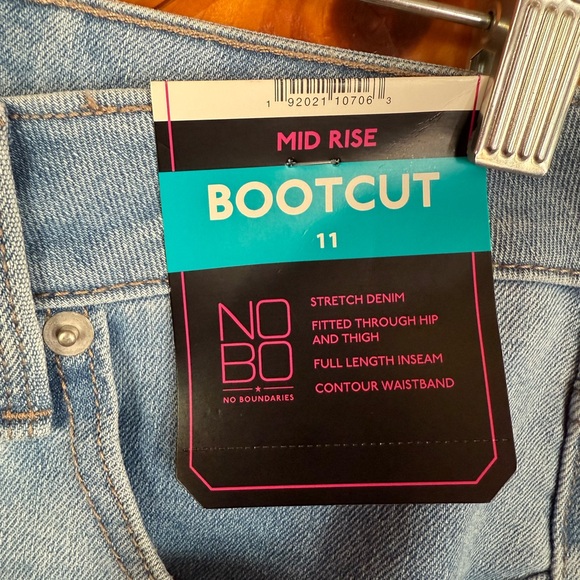 1 92021 10706 3
MID RISE
BOOTCUT
11
NO
BO
NO BOUNDARIES
STRETCH DENIM
FITTED THROUGH HIP
AND THIGH
FULL LENGTH INSEAM
CONTOUR WAISTBAND